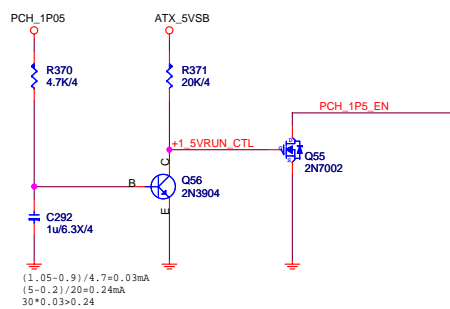 PCH_1P05
ATX_5VSB
R370
4.7K/4
R371
20K/4
PCH_1P5_EN
+1_5VRUN_CTL
C
Q55
2N7002
B
Q56
2N3904
E
C292
1u/6.3X/4
(1.05-0.9)/4.7=0.03mA
(5-0.2)/20=0.24mA
30*0.03>0.24